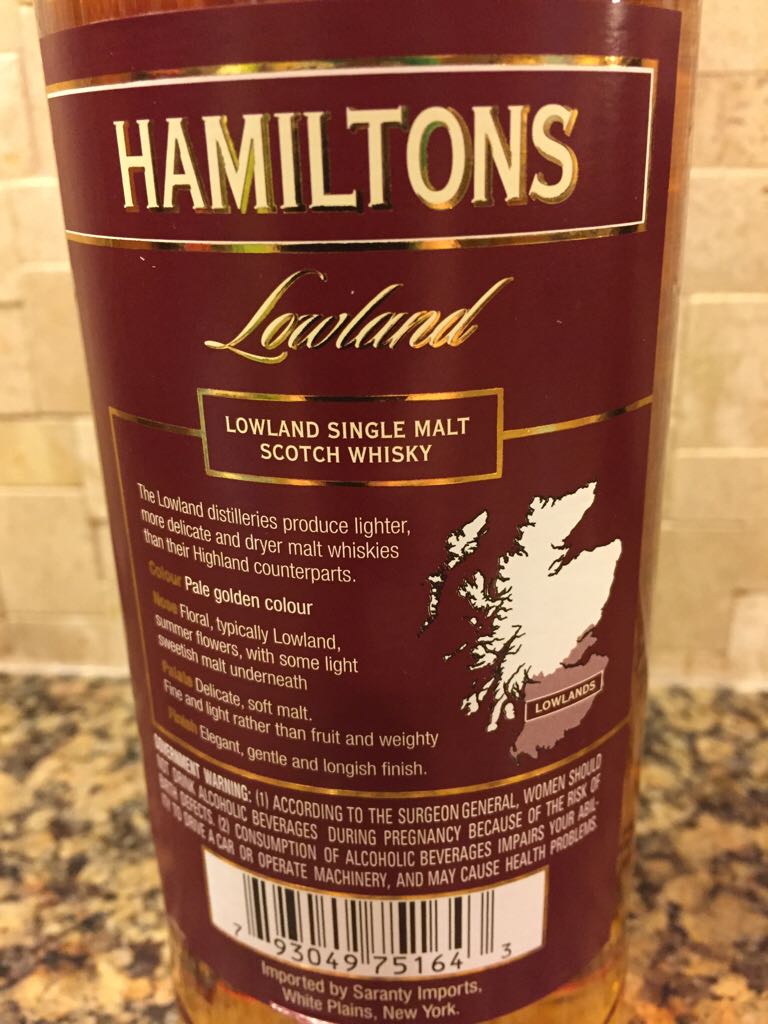 HAMILTONS
Lowland
LOWLAND SINGLE MALT
SCOTCH WHISKY
The Lowland distilleries produce lighter,
more delicate and dryer malt whiskies
than their Highland counterparts.
Colour Pale golden colour
Nose Floral, typically Lowland,
summer flowers, with some light
sweetish malt underneath
Palate Delicate, soft malt.
Fine and light rather than fruit and weighty
Finish Elegant, gentle and longish finish.
LOWLANDS
GOVERNMENT WARNING: (1) ACCORDING TO THE SURGEON GENERAL, WOMEN SHOULD
NOT DRINK ALCOHOLIC BEVERAGES DURING PREGNANCY BECAUSE OF THE RISK OF
BIRTH DEFECTS. (2) CONSUMPTION OF ALCOHOLIC BEVERAGES IMPAIRS YOUR ABIL-
ITY TO DRIVE A CAR OR OPERATE MACHINERY, AND MAY CAUSE HEALTH PROBLEMS.
7 93049 75164 3
Imported by Saranty Imports,
White Plains, New York.